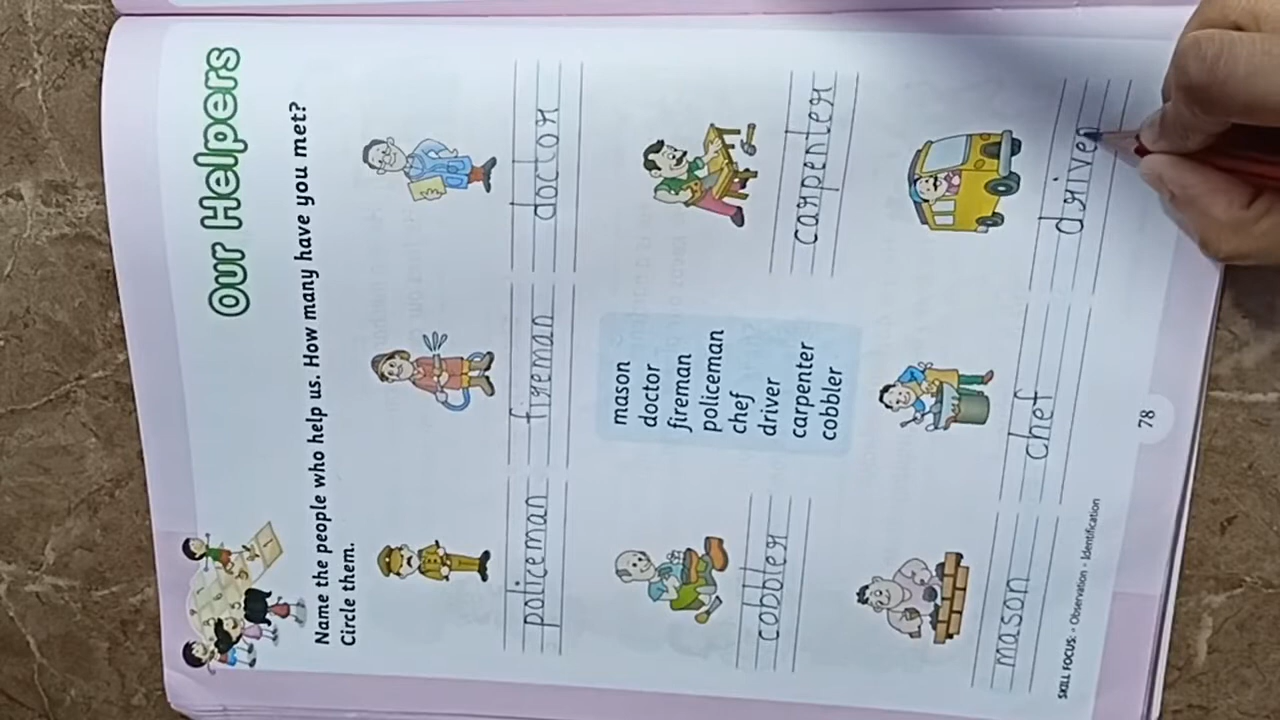 Our Helpers
Name the people who help us. How many have you met?
Circle them.
policeman fireman doctor
mason
doctor
fireman
policeman
chef
driver
carpenter
cobbler
cobbler carpenter
mason chef driver
SKILL FOCUS: • Observation • Identification
78